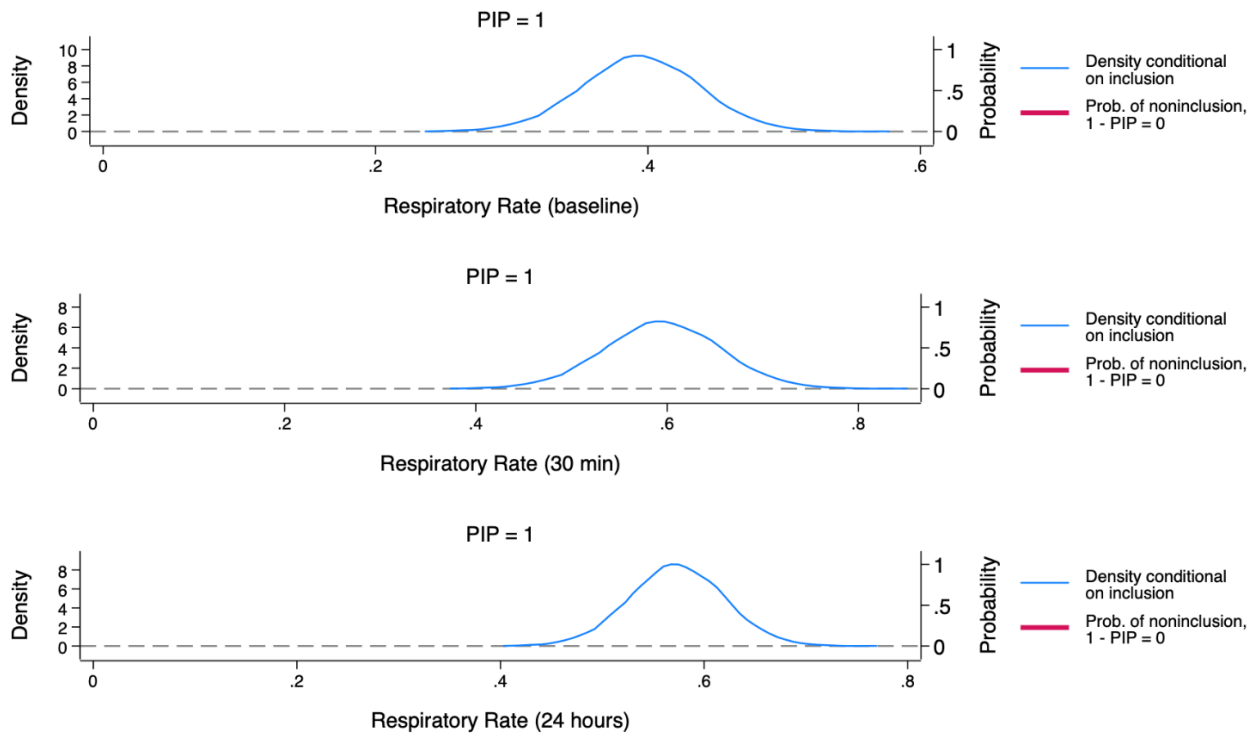 PIP = 1
Density
10
8
6
4
2
0
1
.5
0
Probability
0 .2 .4 .6
Respiratory Rate (baseline)
Density conditional
on inclusion
Prob. of noninclusion,
1 - PIP = 0
PIP = 1
Density
8
6
4
2
0
1
.5
0
Probability
0 .2 .4 .6 .8
Respiratory Rate (30 min)
Density conditional
on inclusion
Prob. of noninclusion,
1 - PIP = 0
PIP = 1
Density
8
6
4
2
0
1
.5
0
Probability
0 .2 .4 .6 .8
Respiratory Rate (24 hours)
Density conditional
on inclusion
Prob. of noninclusion,
1 - PIP = 0